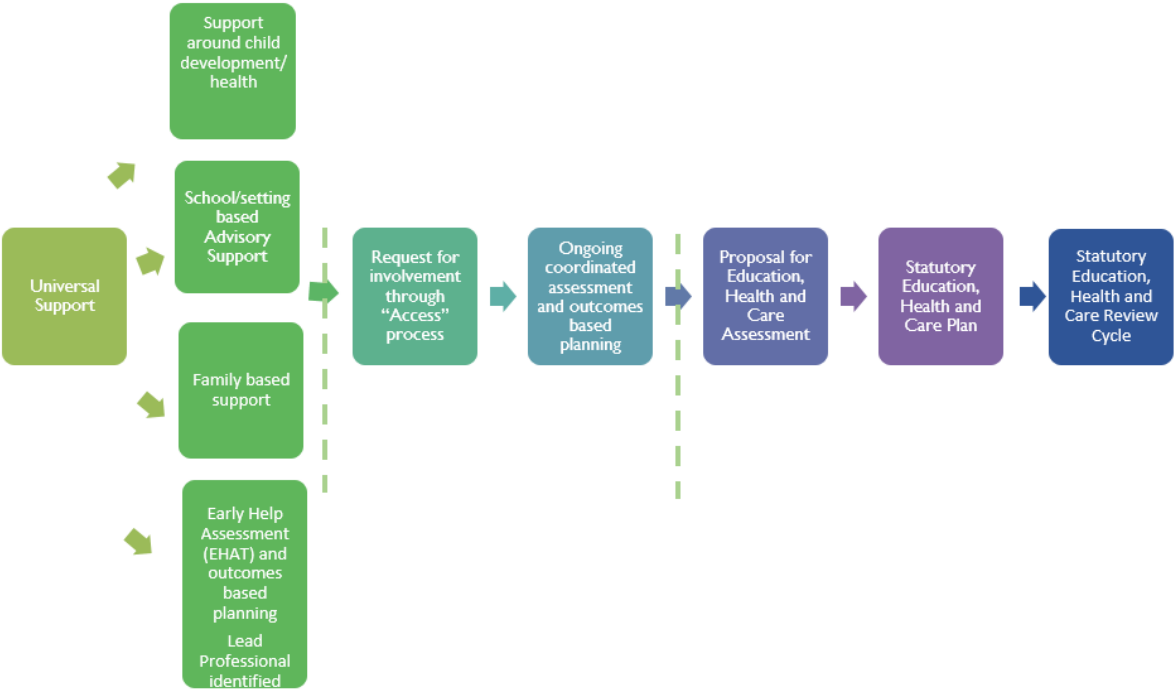 Support
around child
development/
health
School/setting
based
Advisory
Support
Universal
Support
Family based
support
Early Help
Assessment
(EHAT) and
outcomes
based
planning
Lead
Professional
identified
Request for
involvement
through
“Access”
process
Ongoing
coordinated
assessment
and outcomes
based
planning
Proposal for
Education,
Health and
Care
Assessment
Statutory
Education,
Health and
Care Plan
Statutory
Education,
Health and
Care Review
Cycle